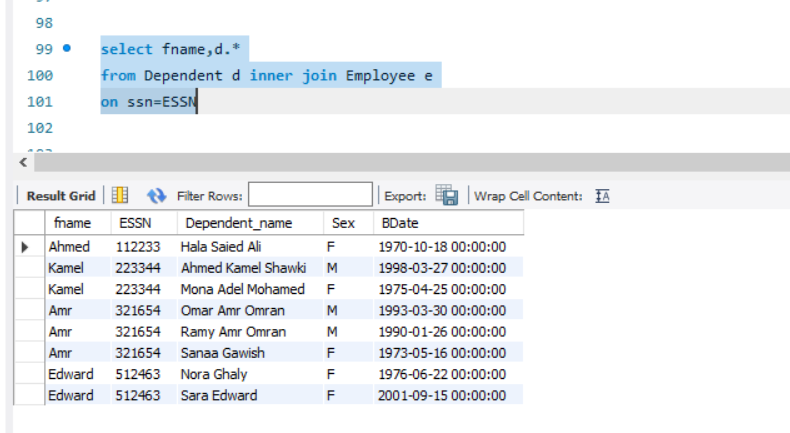 98
99 select fname,d.*
100 from Dependent d inner join Employee e
101 on ssn=ESSN
102
Result Grid Filter Rows: Export: Wrap Cell Content:
fname ESSN Dependent_name Sex BDate
Ahmed 112233 Hala Saied Ali F 1970-10-18 00:00:00
Kamel 223344 Ahmed Kamel Shawki M 1998-03-27 00:00:00
Kamel 223344 Mona Adel Mohamed F 1975-04-25 00:00:00
Amr 321654 Omar Amr Omran M 1993-03-30 00:00:00
Amr 321654 Ramy Amr Omran M 1990-01-26 00:00:00
Amr 321654 Sanaa Gawish F 1973-05-16 00:00:00
Edward 512463 Nora Ghaly F 1976-06-22 00:00:00
Edward 512463 Sara Edward F 2001-09-15 00:00:00